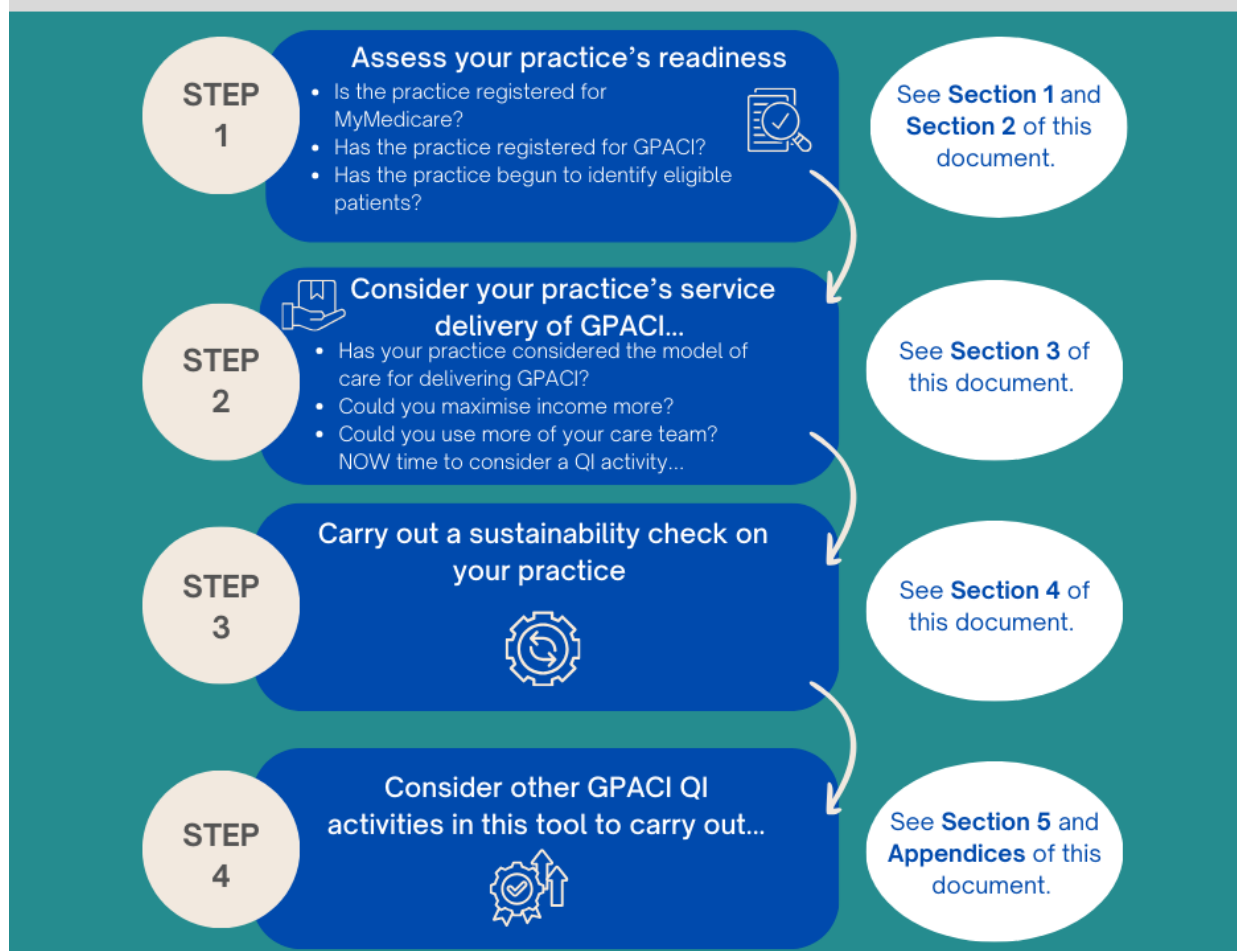 STEP
1
Assess your practice's readiness
• Is the practice registered for
MyMedicare?
• Has the practice registered for GPACI?
• Has the practice begun to identify eligible
patients?
See Section 1 and
Section 2 of this
document.
STEP
2
Consider your practice's service
delivery of GPACI...
• Has your practice considered the model of
care for delivering GPACI?
• Could you maximise income more?
• Could you use more of your care team?
NOW time to consider a QI activity...
See Section 3 of
this document.
STEP
3
Carry out a sustainability check on
your practice
See Section 4 of
this document.
STEP
4
Consider other GPACI QI
activities in this tool to carry out...
See Section 5 and
Appendices of this
document.